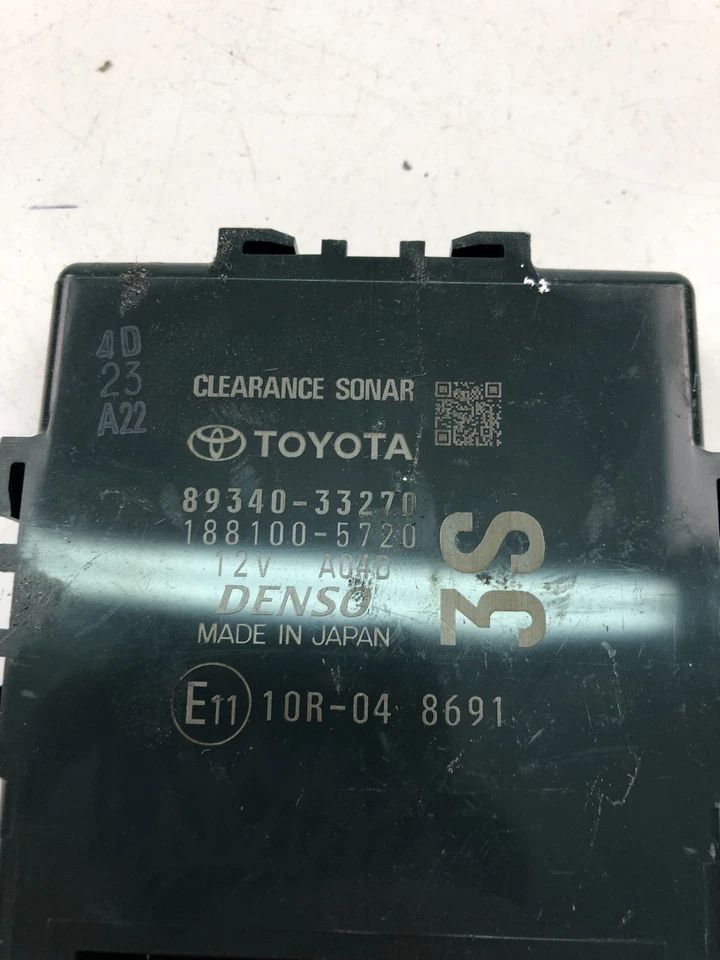 4D
23
A22
CLEARANCE SONAR
TOYOTA
89340-33270
188100-5720
12V A04D
DENSO
MADE IN JAPAN
3S
E11 10R-04 8691